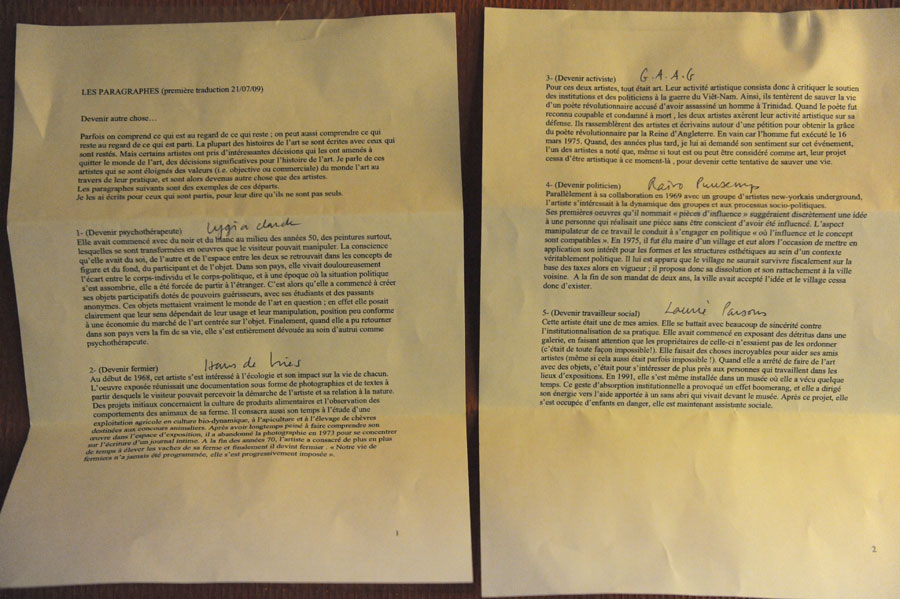 LES PARAGRAPHES (première traduction 21/07/09)
Devenir autre chose…
Parfois on comprend ce qui est au regard de ce qui reste ; on peut aussi comprendre ce qui
reste au regard de ce qui est parti. La plupart des histoires de l'art se sont écrites avec ceux qui
sont restés. Mais certains artistes ont pris d'intéressantes décisions qui les ont amenés à
quitter le monde de l'art, des décisions significatives pour l'histoire de l'art. Je parle de ces
artistes qui se sont éloignés des valeurs (i.e. objective ou commerciale) du monde l'art au
travers de leur pratique, et sont alors devenus autre chose que des artistes.
Les paragraphes suivants sont des exemples de ces départs.
Je les ai écrits pour ceux qui sont partis, pour leur dire qu'ils ne sont pas seuls.
1- (Devenir psychothérapeute) Lygia clarke
Elle avait commencé avec du noir et du blanc au milieu des années 50, des peintures surtout,
lesquelles se sont transformées en oeuvres que le visiteur pouvait manipuler. La conscience
qu'elle avait du soi, de l'autre et de l'espace entre les deux se retrouvait dans les concepts de
figure et du fond, du participant et de l'objet. Dans son pays, elle vivait douloureusement
l'écart entre le corps-individu et le corps-politique, et à une époque où la situation politique
s'est assombrie, elle a été forcée de partir à l'étranger. C'est alors qu'elle a commencé à créer
ses objets participatifs dotés de pouvoirs guérisseurs, avec ses étudiants et des passants
anonymes. Ces objets mettaient vraiment le monde de l'art en question ; en effet elle posait
clairement que leur sens dépendait de leur usage et leur manipulation, position peu conforme
à une économie du marché de l'art centrée sur l'objet. Finalement, quand elle a pu retourner
dans son pays vers la fin de sa vie, elle s'est entièrement dévouée au soin d'autrui comme
psychothérapeute.
2- (Devenir fermier) Hans de Vries
Au début de 1968, cet artiste s'est intéressé à l'écologie et son impact sur la vie de chacun.
L'oeuvre exposée réunissait une documentation sous forme de photographies et de textes à
partir desquels le visiteur pouvait percevoir la démarche de l'artiste et sa relation à la nature.
Des projets initiaux concernaient la culture de produits alimentaires et l'observation des
comportements des animaux de sa ferme. Il consacra aussi son temps à l'étude d'une
exploitation agricole en culture bio-dynamique, à l'apiculture et à l'élevage de chèvres
destinées aux concours animaliers. Après avoir longtemps peiné à faire comprendre son
œuvre dans l'espace d'exposition, il a abandonné la photographie en 1973 pour se concentrer
sur l'écriture d'un journal intime. A la fin des années 70, l'artiste a consacré de plus en plus
de temps à élever les vaches de sa ferme et finalement il devint fermier. « Notre vie de
fermiers n'a jamais été programmée, elle s'est progressivement imposée ».
1
3- (Devenir activiste) G.A.A.G
Pour ces deux artistes, tout était art. Leur activité artistique consista donc à critiquer le soutien
des institutions et des politiciens à la guerre du Viêt-Nam. Ainsi, ils tentèrent de sauver la vie
d'un poète révolutionnaire accusé d'avoir assassiné un homme à Trinidad. Quand le poète fut
reconnu coupable et condamné à mort, les deux artistes axèrent leur activité artistique sur sa
défense. Ils rassemblèrent des artistes et écrivains autour d'une pétition pour obtenir la grâce
du poète révolutionnaire par la Reine d'Angleterre. En vain car l'homme fut exécuté le 16
mars 1975. Quand, des années plus tard, je lui ai demandé son sentiment sur cet événement,
l'un des artistes a noté que, même si tout est ou peut être considéré comme art, leur projet
cessa d'être artistique à ce moment-là , pour devenir cette tentative de sauver une vie.
4- (Devenir politicien) Raivo Puusemp
Parallèlement à sa collaboration en 1969 avec un groupe d'artistes new-yorkais underground,
l'artiste s'intéressait à la dynamique des groupes et aux processus socio-politiques.
Ses premières oeuvres qu'il nommait « pièces d'influence » suggéraient discrètement une idée
à une personne qui réalisait une pièce sans être conscient d'avoir été influencé. L'aspect
manipulateur de ce travail le conduit à s'engager en politique « où l'influence et le concept
sont compatibles ». En 1975, il fut élu maire d'un village et eut alors l'occasion de mettre en
application son intérêt pour les formes et les structures esthétiques au sein d'un contexte
véritablement politique. Il lui est apparu que le village ne saurait survivre fiscalement sur la
base des taxes alors en vigueur ; il proposa donc sa dissolution et son rattachement à la ville
voisine. A la fin de son mandat de deux ans, la ville avait accepté l'idée et le village cessa
donc d'exister.
5- (Devenir travailleur social) Laurie Parsons
Cette artiste était une de mes amies. Elle se battait avec beaucoup de sincérité contre
l'institutionnalisation de sa pratique. Elle avait commencé en exposant des détritus dans une
galerie, en faisant attention que les propriétaires de celle-ci n'essaient pas de les ordonner
(c'était de toute façon impossible!). Elle faisait des choses incroyables pour aider ses amis
artistes (même si cela aussi était parfois impossible!). Quand elle a arrêté de faire de l'art
avec des objets, c'était pour s'intéresser de plus près aux personnes qui travaillent dans les
lieux d'expositions. En 1991, elle s'est même installée dans un musée où elle a vécu quelque
temps. Ce geste d'absorption institutionnelle a provoqué un effet boomerang, et elle a dirigé
son énergie vers l'aide apportée à un sans abri qui vivait devant le musée. Après ce projet, elle
s'est occupée d'enfants en danger, elle est maintenant assistante sociale.
2